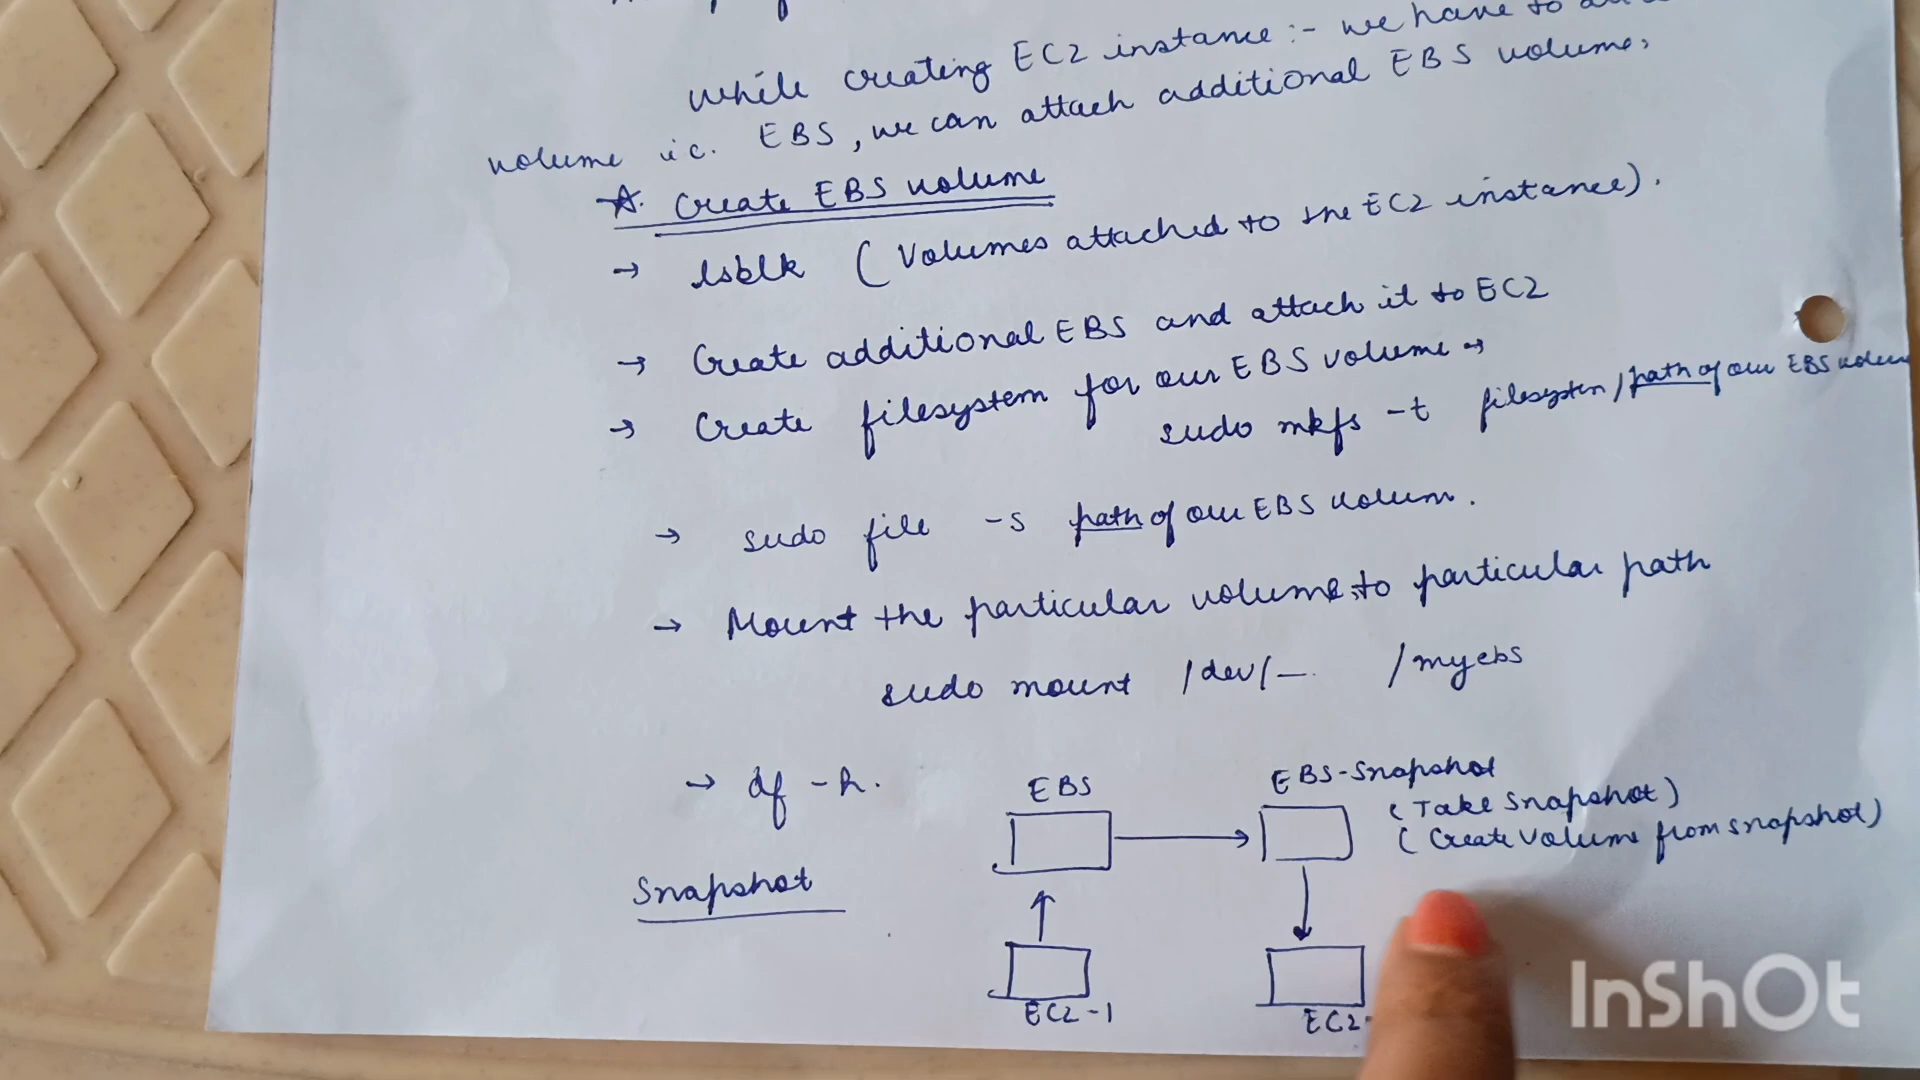 while creating EC2 instance :- we have to
volume i.e. EBS, we can attach additional EBS volume,
A. Create EBS volume
→ lsblk (Volumes attached to the EC2 instance).
→ Create additional EBS and attach it to EC2
→ Create filesystem for our EBS volume →
sudo mkfs -t filesystem / path of our EBS volum
→ sudo file -s path of our EBS volum.
→ Mount the particular volume to particular path
sudo mount /dev/—. /myebs
→ df -h.
EBS
EBS-Snapshot
(Take Snapshot)
(Create Volume from snapshot)
Snapshot
EC2-1
EC2-
InShOt